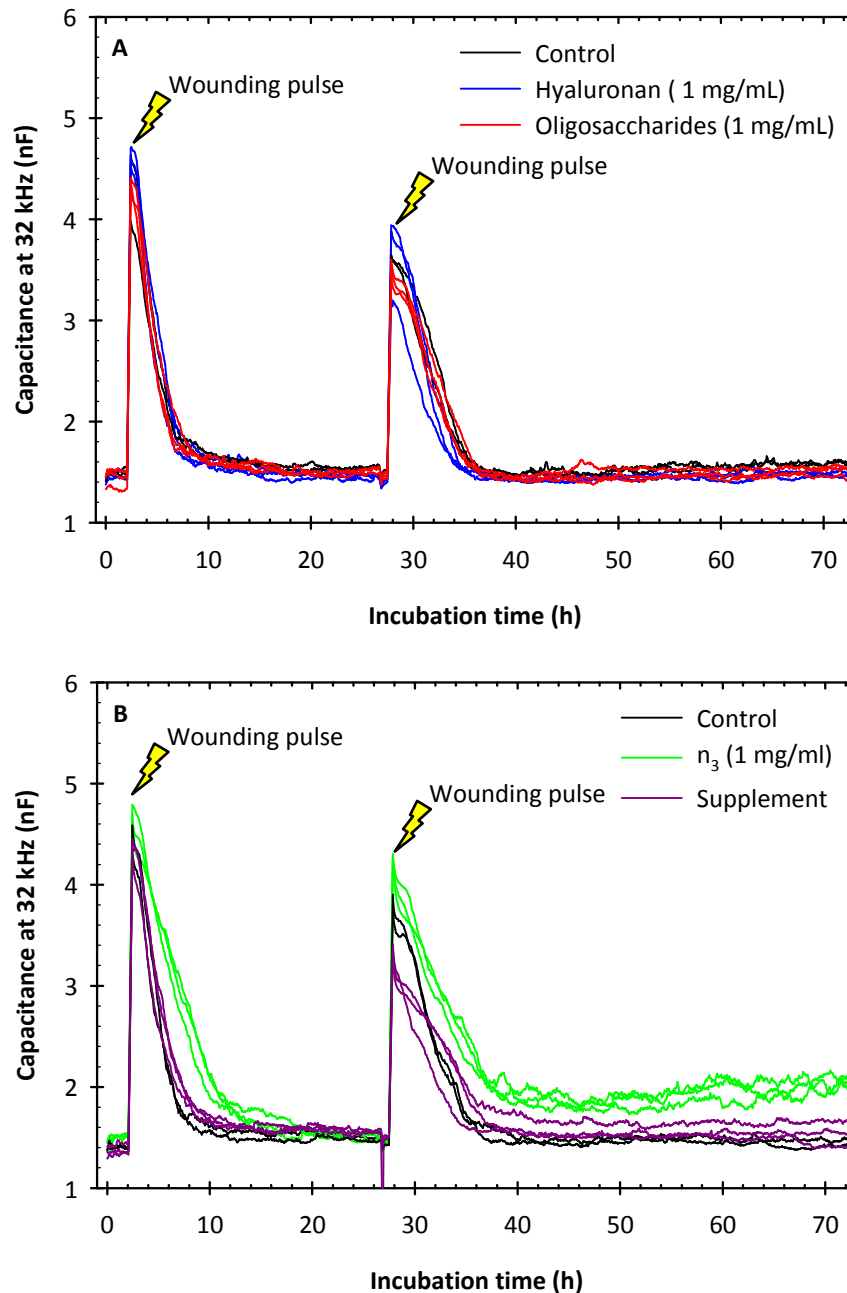 A
Control
Hyaluronan ( 1 mg/mL)
Oligosaccharides (1 mg/mL)
Wounding pulse
Wounding pulse
Capacitance at 32 kHz (nF)
6
5
4
3
2
1
0 10 20 30 40 50 60 70
Incubation time (h)
B
Control
n₃ (1 mg/ml)
Supplement
Wounding pulse
Wounding pulse
Capacitance at 32 kHz (nF)
6
5
4
3
2
1
0 10 20 30 40 50 60 70
Incubation time (h)